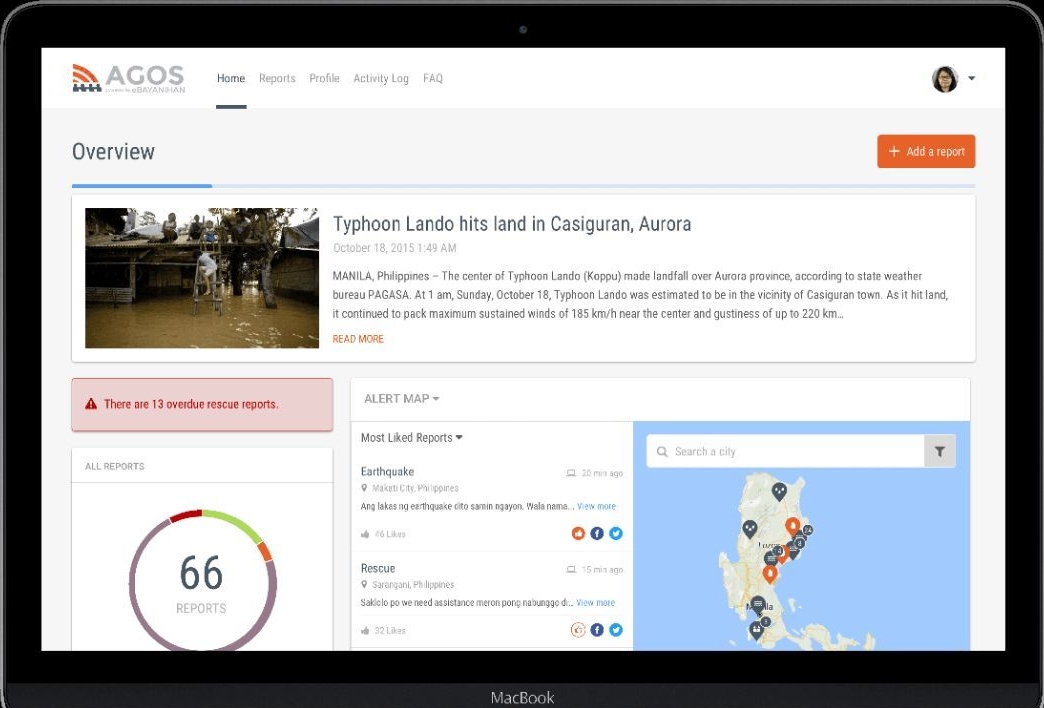 AGOS
eBAYANIHAN
Home Reports Profile Activity Log FAQ
Overview
+ Add a report
Typhoon Lando hits land in Casiguran, Aurora
October 18, 2015 1:49 AM
MANILA, Philippines – The center of Typhoon Lando (Koppu) made landfall over Aurora province, according to state weather
bureau PAGASA. At 1 am, Sunday, October 18, Typhoon Lando was estimated to be in the vicinity of Casiguran town. As it hit land,
it continued to pack maximum sustained winds of 185 km/h near the center and gustiness of up to 220 km...
READ MORE
There are 13 overdue rescue reports.
ALL REPORTS
66
REPORTS
ALERT MAP
Most Liked Reports
Earthquake
20 min ago
Makati City, Philippines
Ang lakas ng earthquake dito samin ngayon. Wala nama... View more
46 Likes
Rescue
15 min ago
Sarangani, Philippines
Saklolo po we need assistance meron pong nabunggo di... View more
32 Likes
Search a city
MacBook